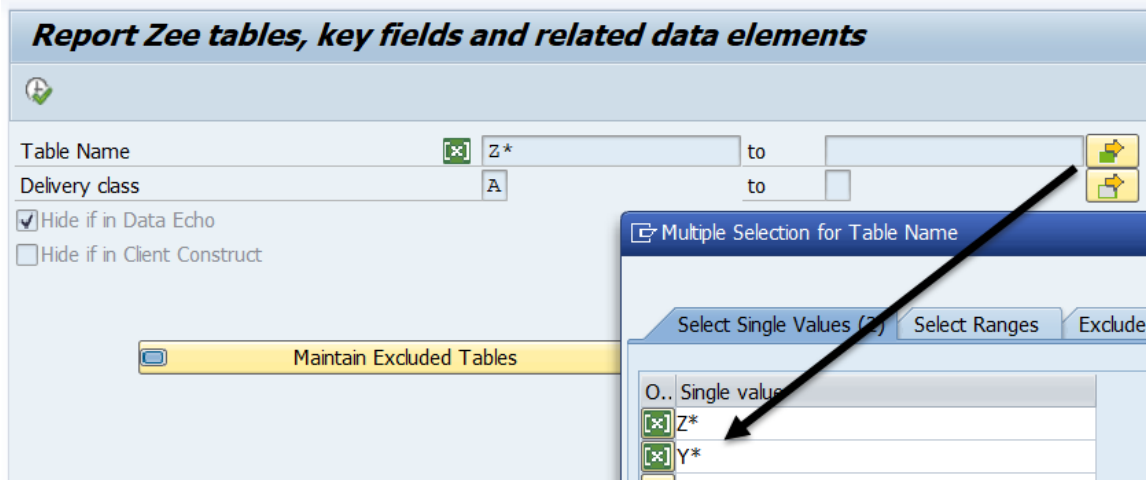 Report Zee tables, key fields and related data elements
Table Name Z* to
Delivery class A to
Hide if in Data Echo
Hide if in Client Construct
Multiple Selection for Table Name
Select Single Values (2) Select Ranges Exclude
Maintain Excluded Tables
O.. Single value
Z*
Y*